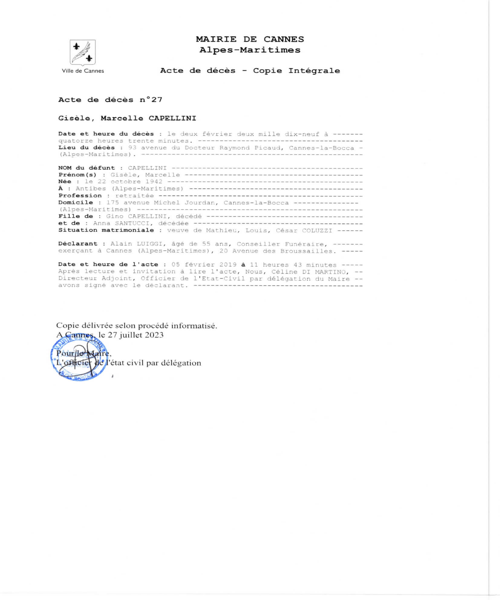 MAIRIE DE CANNES
Alpes-Maritimes
Ville de Cannes
Acte de décès - Copie Intégrale
Acte de décès n°27
Gisèle, Marcelle CAPELLINI
Date et heure du décès : le deux février deux mille dix-neuf à -------
quatorze heures trente minutes. --------------------------------------
Lieu du décès : 93 avenue du Docteur Raymond Picaud, Cannes-la-Bocca -
(Alpes-Maritimes). ---------------------------------------------------
NOM du défunt : CAPELLINI --------------------------------------------
Prénom(s) : Gisèle, Marcelle -----------------------------------------
Née : le 22 octobre 1942 ---------------------------------------------
A : Antibes (Alpes-Maritimes) ----------------------------------------
Profession : retraitée -----------------------------------------------
Domicile : 175 avenue Michel Jourdan, Cannes-la-Bocca ---------------
(Alpes-Maritimes) ----------------------------------------------------
Fille de : Gino CAPELLINI, décédé ------------------------------------
et de : Anna SANTUCCI, décédée ---------------------------------------
Situation matrimoniale : Veuve de Mathieu, Louis, César COLUZZI ------
Déclarant : Alain LUIGGI, âgé de 59 ans, Conseiller Funéraire, -------
exerçant à Cannes (Alpes-Maritimes), 20 Avenue des Broussailles. -----
Date et heure de l'acte : 05 février 2019 à 11 heures 43 minutes -----
Après lecture et invitation à lire l'acte, Nous, Céline DI MARTINO, --
Directeur Adjoint, Officier de l'Etat-Civil par délégation du Maire --
avons signé avec le déclarant. ---------------------------------------
Copie délivrée selon procédé informatisé.
A Cannes, le 27 juillet 2023
Pour le Maire,
L'officier de l'état civil par délégation